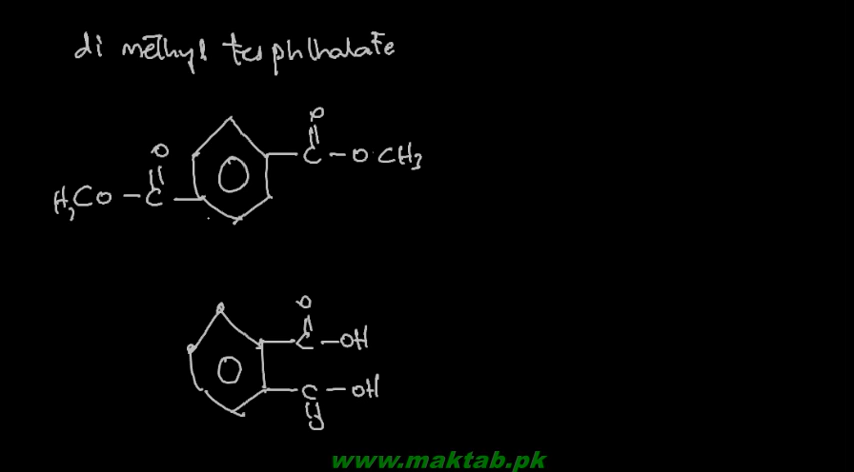 di methyl terphthalate
O
O
C - O CH3
H3CO - C
O
C - OH
C - OH
O
www.maktab.pk